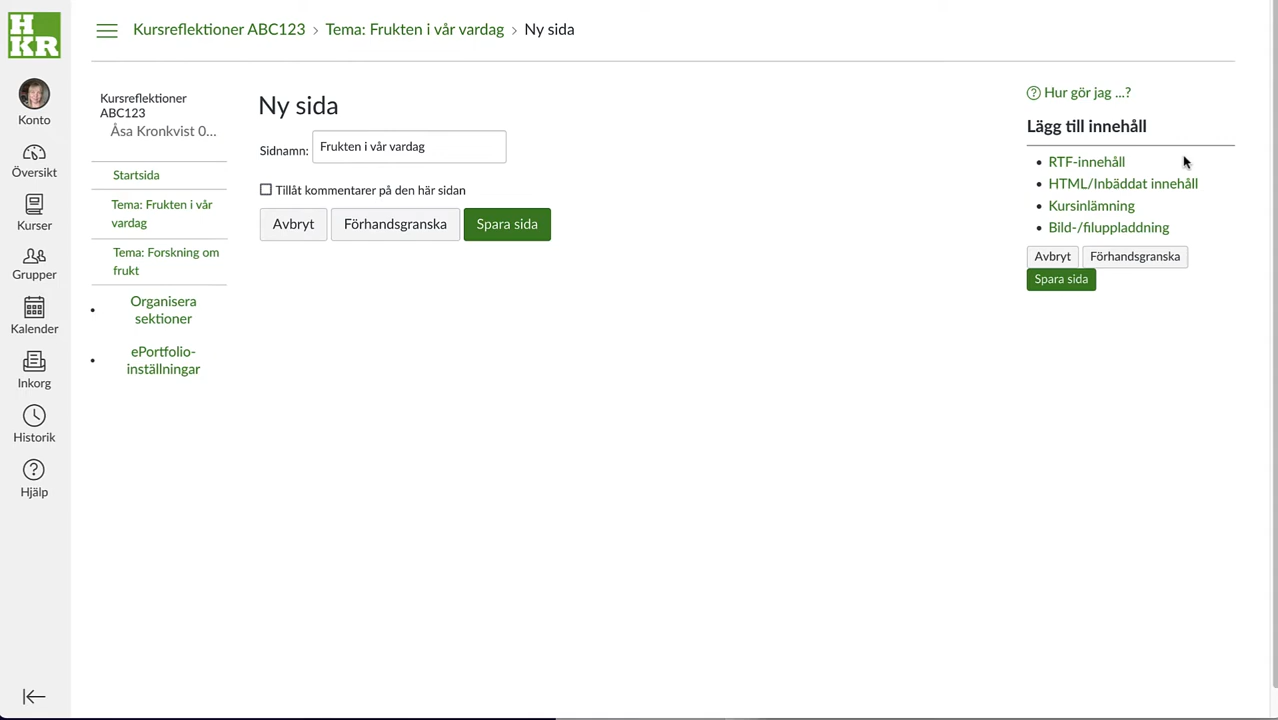 H
KR
Konto
Översikt
Kurser
Grupper
Kalender
Inkorg
Historik
Hjälp
Kursreflektioner ABC123 > Tema: Frukten i vår vardag > Ny sida
Kursreflektioner
ABC123
Åsa Kronkvist 0...
Startsida
Tema: Frukten i vår
vardag
Tema: Forskning om
frukt
Organisera
sektioner
ePortfolio-
inställningar
Ny sida
Sidnamn: Frukten i vår vardag
Tillåt kommentarer på den här sidan
Avbryt Förhandsgranska Spara sida
Hur gör jag ...?
Lägg till innehåll
RTF-innehåll
HTML/Inbäddat innehåll
Kursinlämning
Bild-/filuppladdning
Avbryt Förhandsgranska
Spara sida